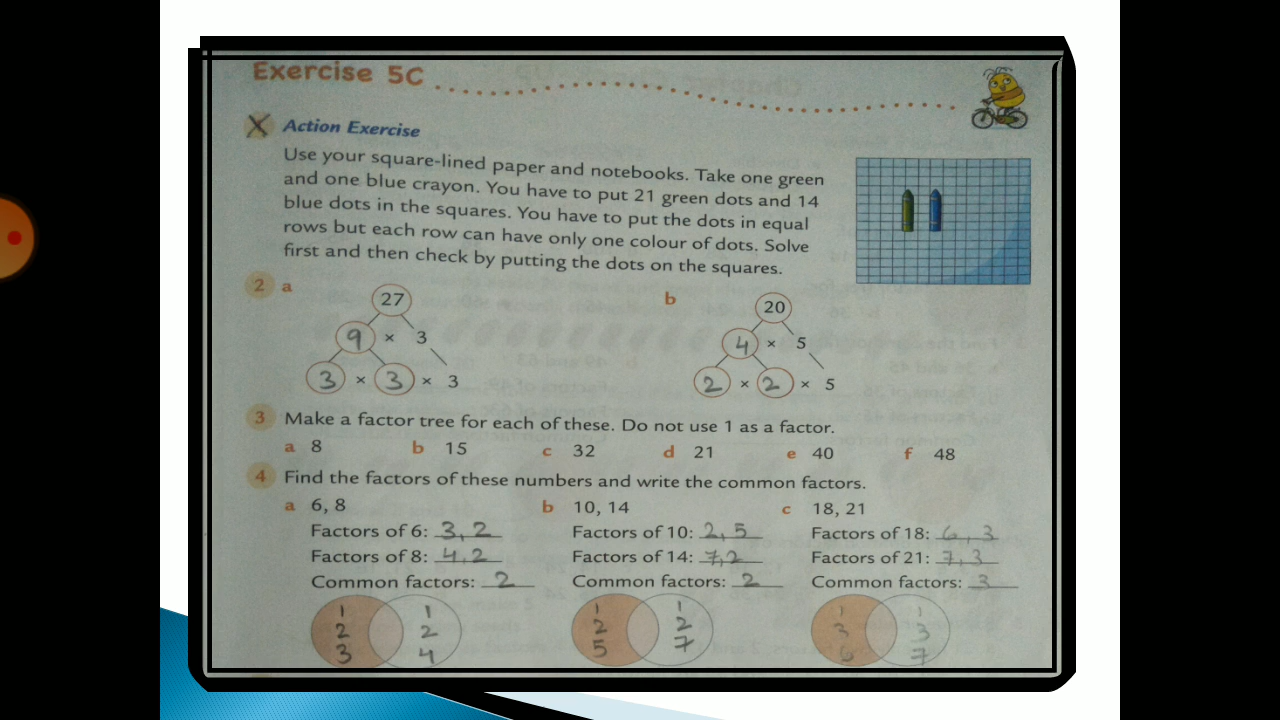 Exercise 5C
Action Exercise
Use your square-lined paper and notebooks. Take one green
and one blue crayon. You have to put 21 green dots and 14
blue dots in the squares. You have to put the dots in equal
rows but each row can have only one colour of dots. Solve
first and then check by putting the dots on the squares.
2 a b
27 20
9 × 3 4 × 5
3 × 3 × 3 2 × 2 × 5
3 Make a factor tree for each of these. Do not use 1 as a factor.
a 8 b 15 c 32 d 21 e 40 f 48
4 Find the factors of these numbers and write the common factors.
a 6, 8 b 10, 14 c 18, 21
Factors of 6: 3, 2 Factors of 10: 2, 5 Factors of 18: 6, 3
Factors of 8: 4,2 Factors of 14: 7,2 Factors of 21: 7, 3
Common factors: 2 Common factors: 2 Common factors: 3
1 1 1 1 1 1
2 2 2 2 3 3
3 4 5 7 6 7